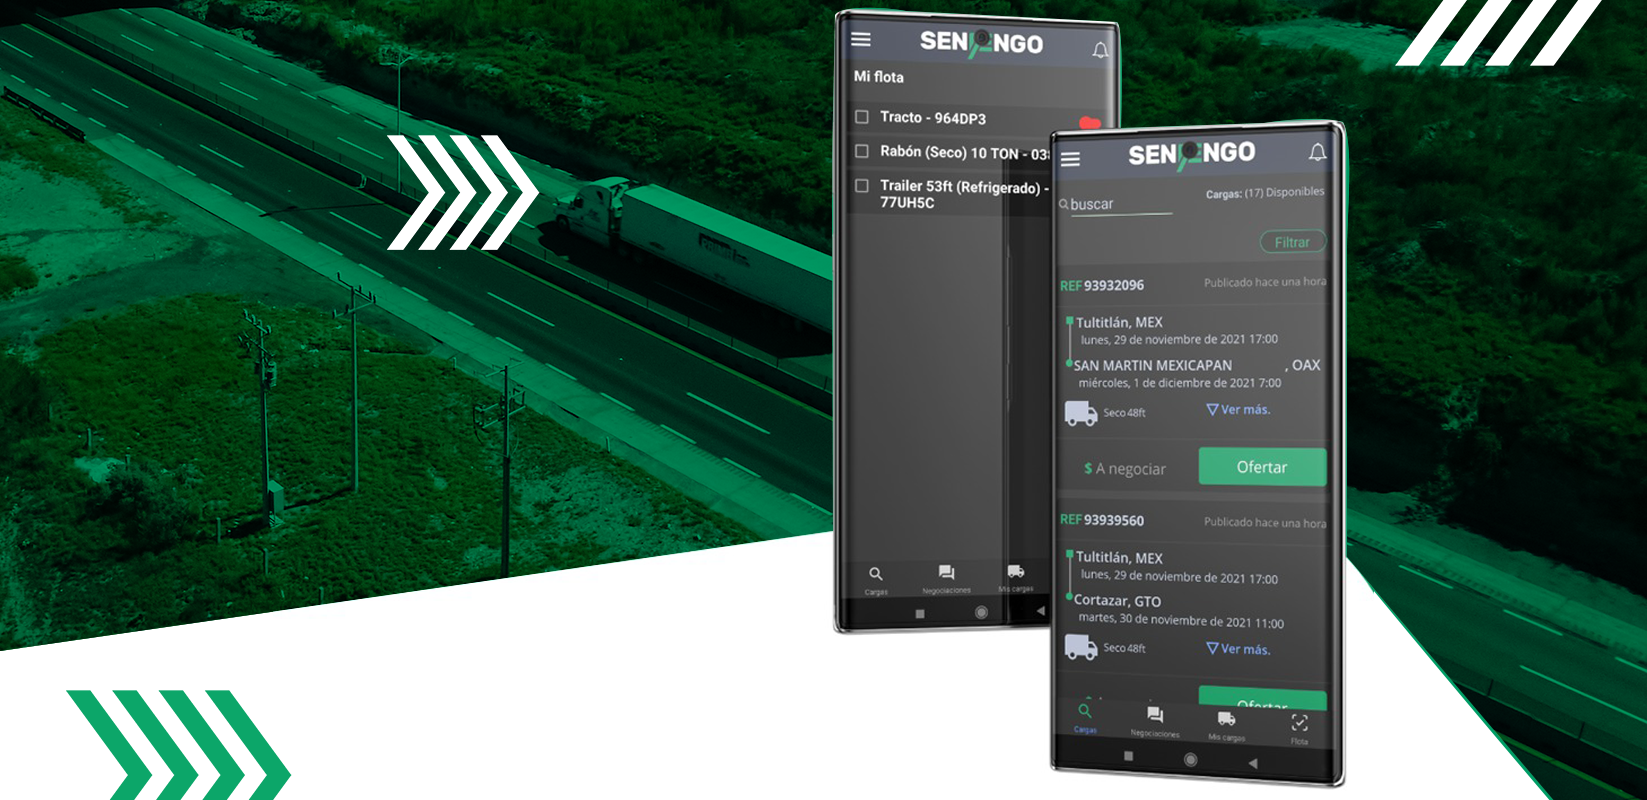 SENENGO
Mi flota
Tracto - 964DP3
Rabón (Seco) 10 TON - 03
Trailer 53ft (Refrigerado) -
77UH5C
Cargas
Negociaciones
Mis cargas
SENENGO
buscar
Cargas: (17) Disponibles
Filtrar
REF 93932096
Publicado hace una hora
Tultitlán, MEX
lunes, 29 de noviembre de 2021 17:00
SAN MARTIN MEXICAPAN , OAX
miércoles, 1 de diciembre de 2021 7:00
Seco 48ft
Ver más.
$ A negociar
Ofertar
REF 93939560
Publicado hace una hora
Tultitlán, MEX
lunes, 29 de noviembre de 2021 17:00
Cortazar, GTO
martes, 30 de noviembre de 2021 11:00
Seco 48ft
Ver más.
Ofertar
Cargas
Negociaciones
Mis cargas
Flota